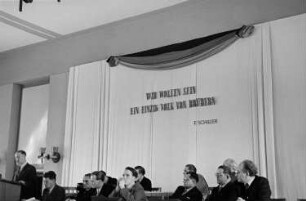 WIR WOLLEN SEIN
EIN EINZIG VOLK VON BRÜDERN
F. SCHILLER